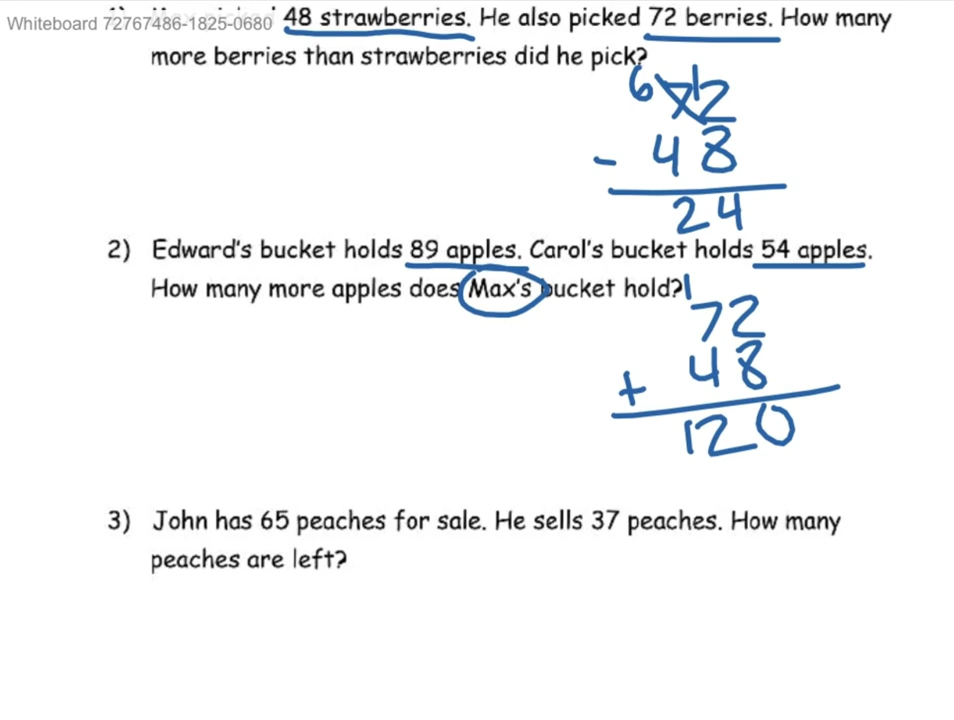 Whiteboard 72767486-1825-0680
48 strawberries. He also picked 72 berries. How many
more berries than strawberries did he pick?
6 1
72
- 48
24
2) Edward's bucket holds 89 apples. Carol's bucket holds 54 apples.
How many more apples does Max's bucket hold?
1
72
+ 48
120
3) John has 65 peaches for sale. He sells 37 peaches. How many
peaches are left?